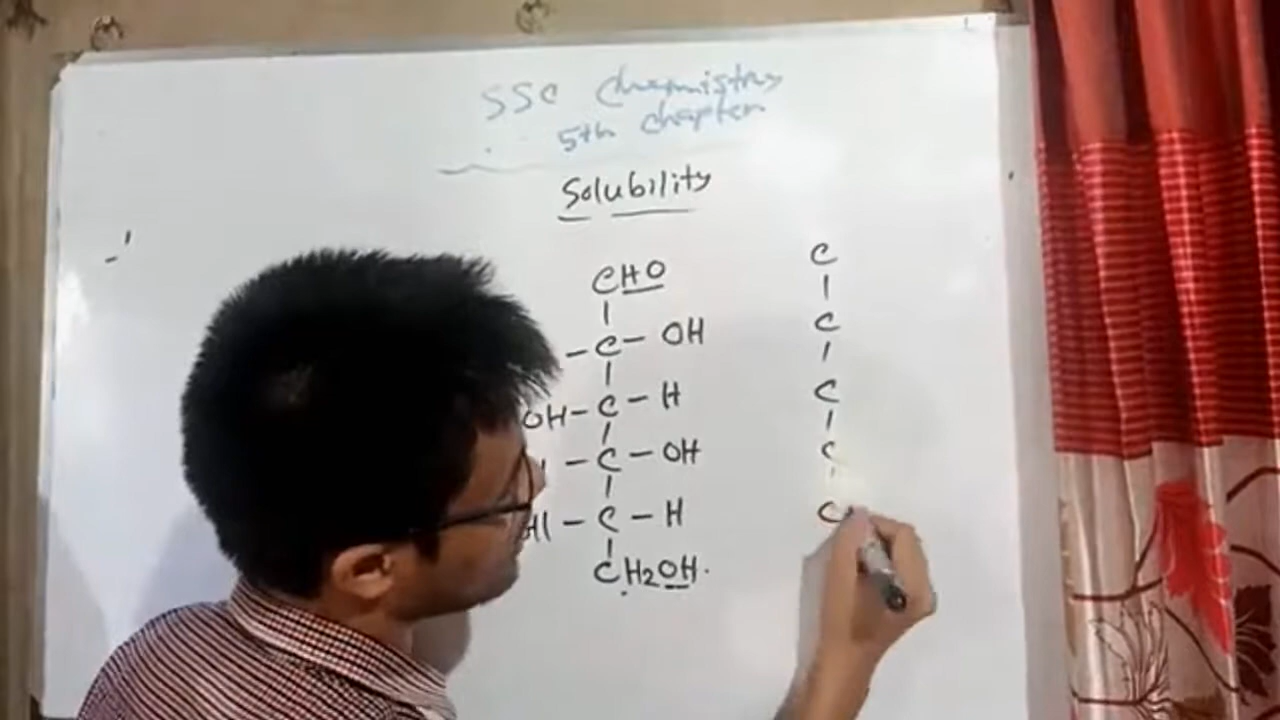 SSC Chemistry
5th chapter
Solubility
CHO
– C – OH
OH – C – H
– C – OH
– C – H
CH2OH.
C
C
C
C
C